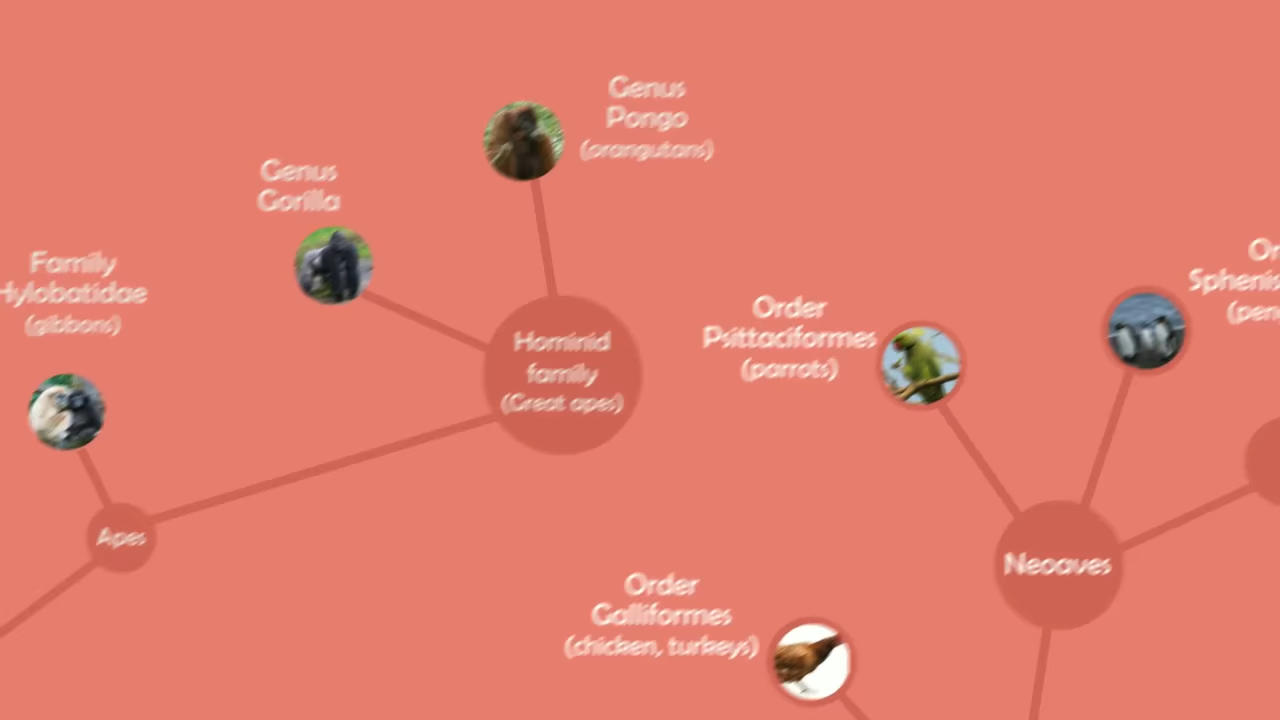 Genus
Pongo
(orangutans)
Genus
Gorilla
Family
Hylobatidae
(gibbons)
Hominid
family
(Great apes)
Order
Psittaciformes
(parrots)
Apes
Neoaves
Order
Galliformes
(chicken, turkeys)